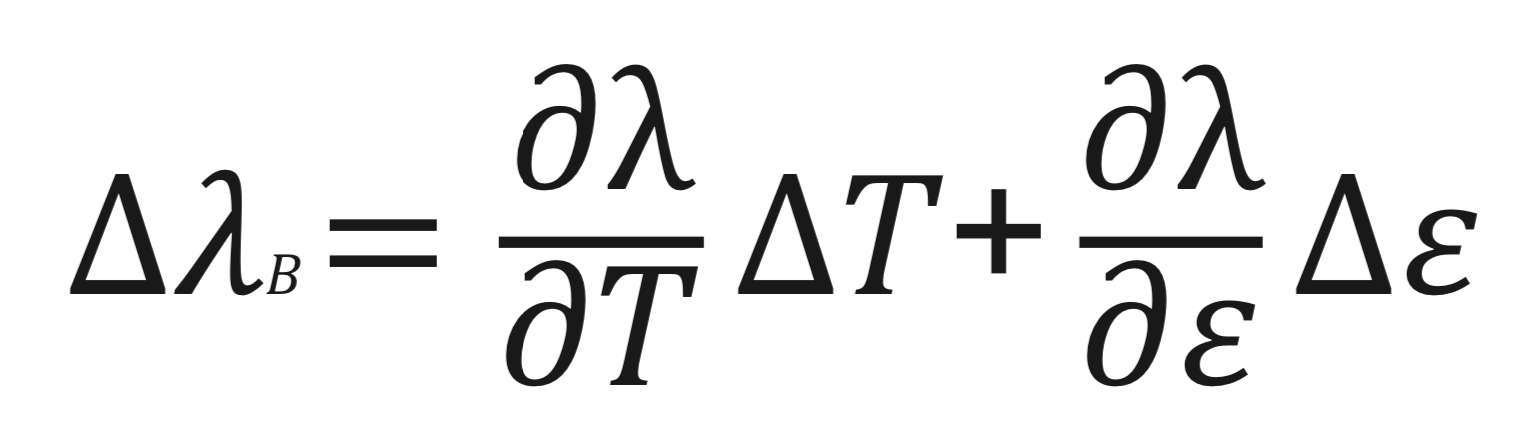 Δλ_B = ∂λ/∂T ΔT + ∂λ/∂ε Δε